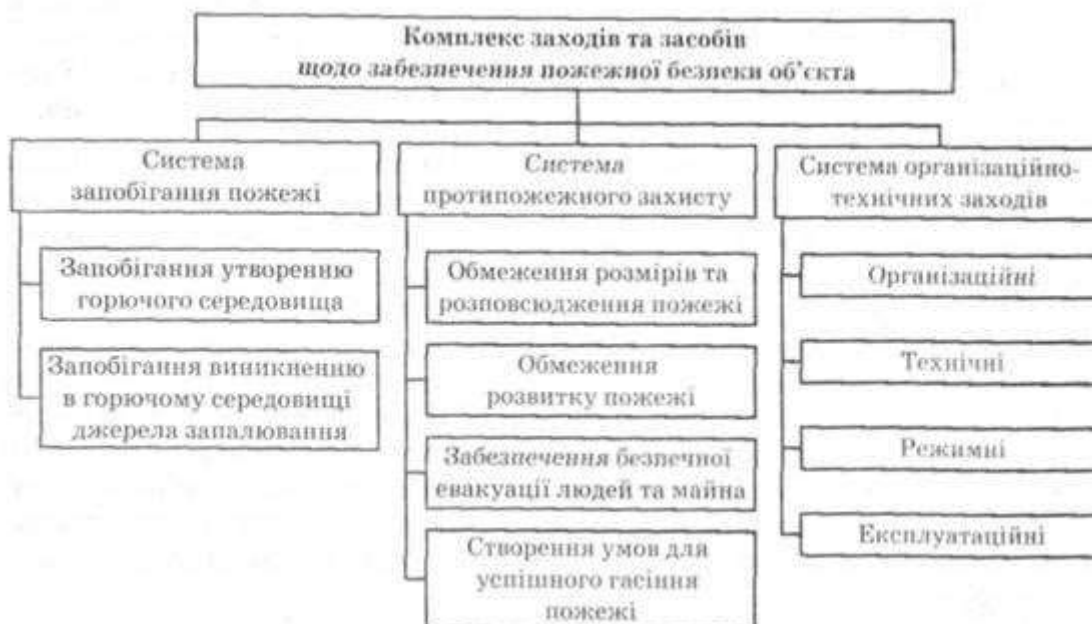 Комплекс заходів та засобів
щодо забезпечення пожежної безпеки об'єкта
Система
запобігання пожежі
Запобігання утворенню
горючого середовища
Запобігання виникненню
в горючому середовищі
джерела запалювання
Система
протипожежного захисту
Обмеження розмірів та
розповсюдження пожежі
Обмеження
розвитку пожежі
Забезпечення безпечної
евакуації людей та майна
Створення умов для
успішного гасіння
пожежі
Система організаційно-
технічних заходів
Організаційні
Технічні
Режимні
Експлуатаційні